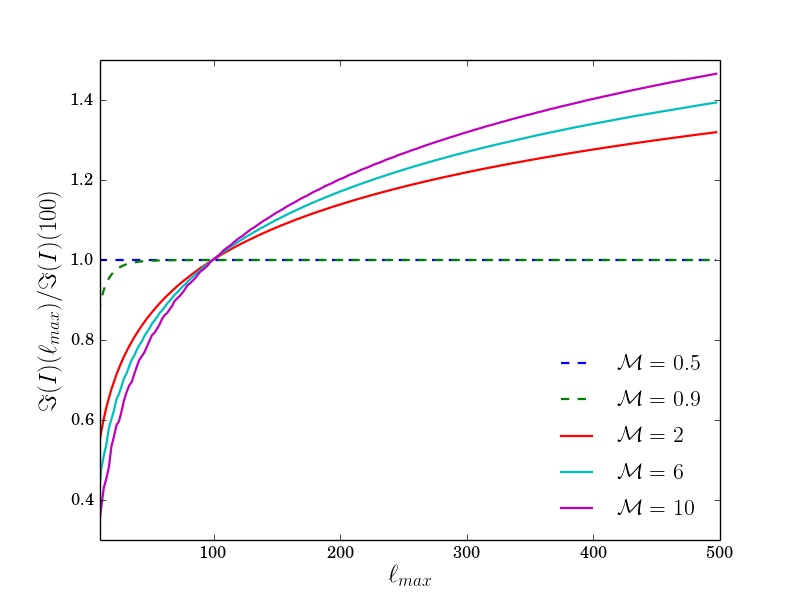 ℑ(I)(ℓ_max)/ℑ(I)(100)
1.4
1.2
1.0
0.8
0.6
0.4
ℳ = 0.5
ℳ = 0.9
ℳ = 2
ℳ = 6
ℳ = 10
100 200 300 400 500
ℓ_max